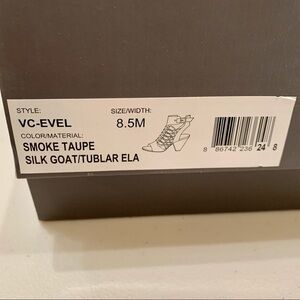 STYLE: SIZE/WIDTH:
VC-EVEL 8.5M
COLOR/MATERIAL:
SMOKE TAUPE
SILK GOAT/TUBLAR ELA
8 86742 236 24 8